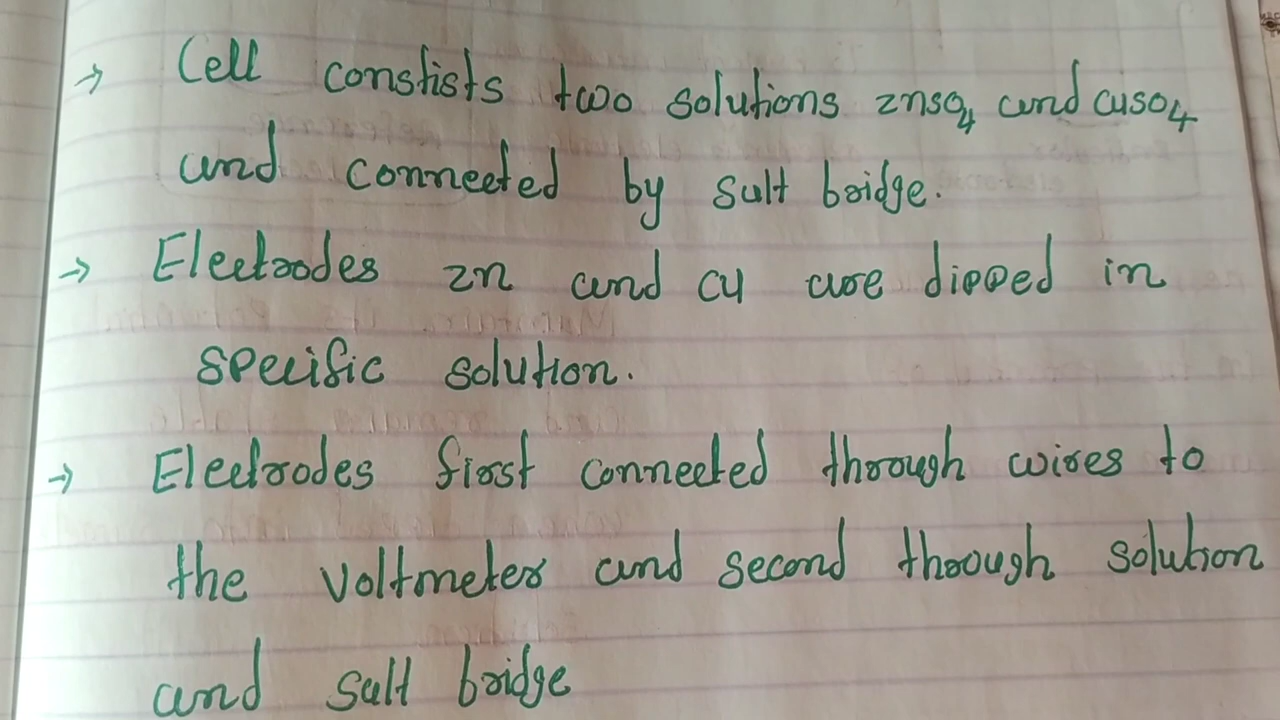 → Cell constists two solutions znso4 and cuso4
and connected by salt bridge.
→ Electrodes zn and cu are dipped in
specific solution.
→ Electrodes first connected through wires to
the voltmeter and second through solution
and salt bridge